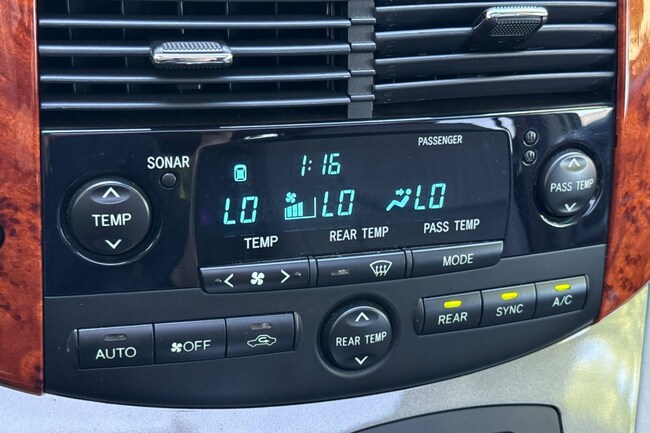 PASSENGER
SONAR
1:16
LO LO LO
TEMP REAR TEMP PASS TEMP
TEMP
PASS TEMP
MODE
REAR SYNC A/C
AUTO OFF
REAR TEMP